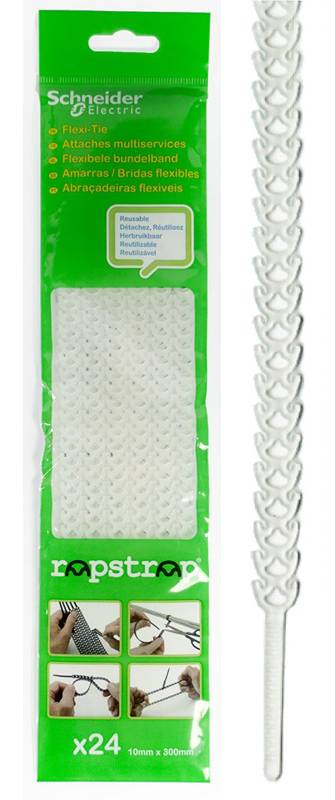 Schneider
Electric
Flexi-Tie
Attaches multiservices
Flexibele bundelband
Amarras / Bridas flexibles
Abraçadeiras flexiveis
Reusable
Détachez, Réutilisez
Herbruikbaar
Reutilizable
Reutilizável
rapstrap
x24 10mm x 300mm